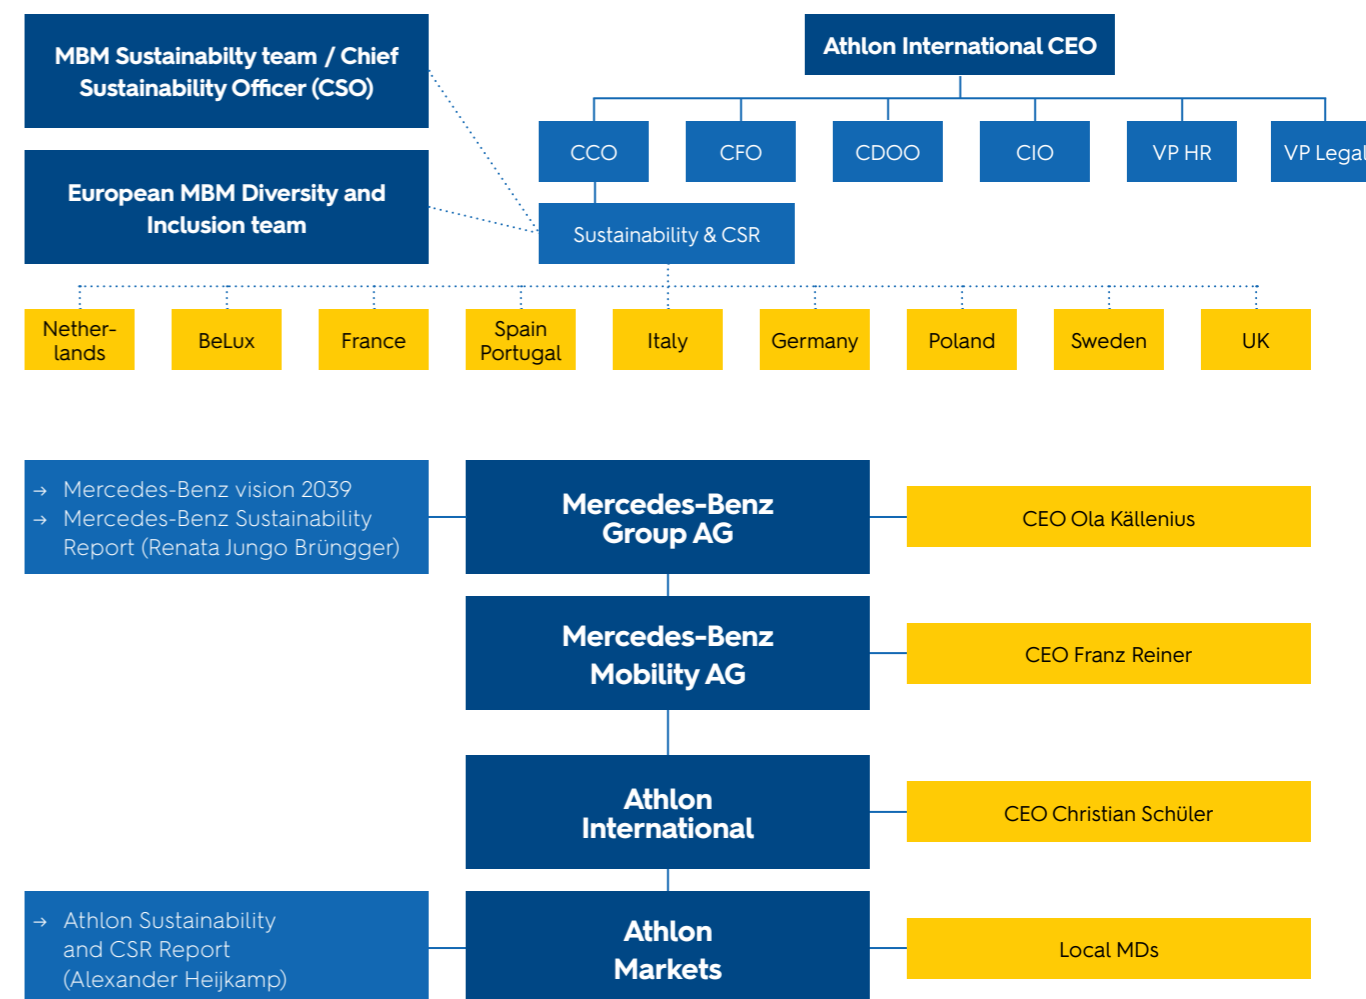 MBM Sustainabilty team / Chief
Sustainability Officer (CSO)
Athlon International CEO
CCO
CFO
CDOO
CIO
VP HR
VP Legal
European MBM Diversity and
Inclusion team
Sustainability & CSR
Nether-
lands
BeLux
France
Spain
Portugal
Italy
Germany
Poland
Sweden
UK
→ Mercedes-Benz vision 2039
→ Mercedes-Benz Sustainability
Report (Renata Jungo Brüngger)
Mercedes-Benz
Group AG
CEO Ola Källenius
Mercedes-Benz
Mobility AG
CEO Franz Reiner
Athlon
International
CEO Christian Schüler
→ Athlon Sustainability
and CSR Report
(Alexander Heijkamp)
Athlon
Markets
Local MDs